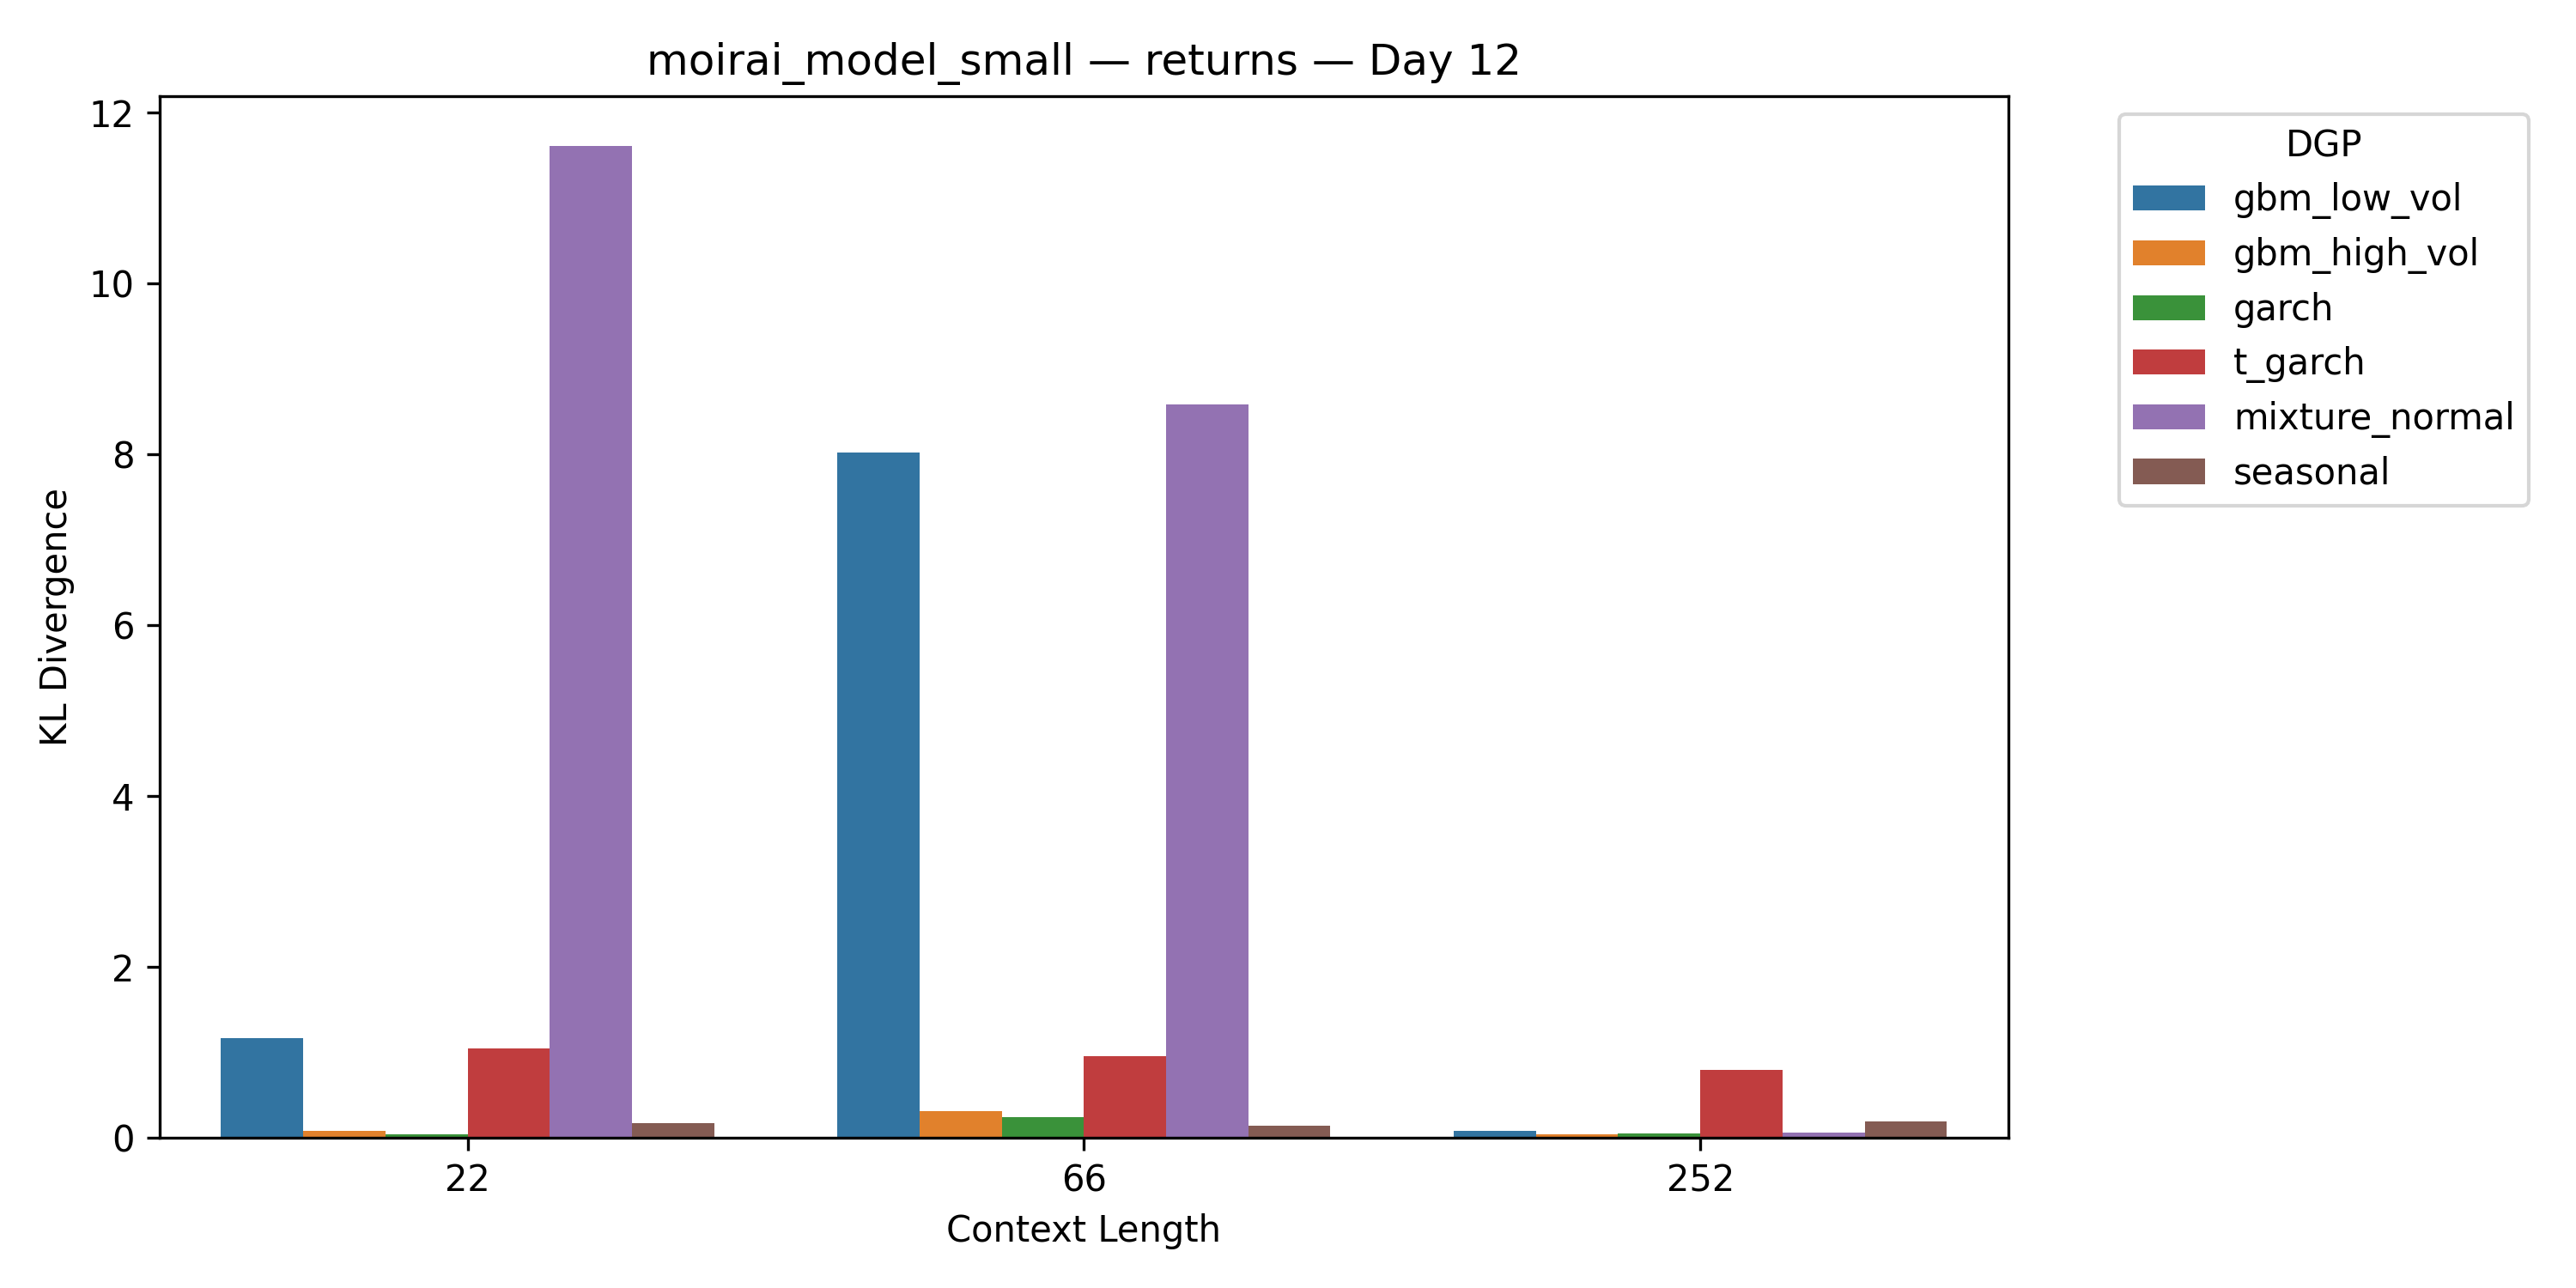 moirai_model_small — returns — Day 12
KL Divergence
12
10
8
6
4
2
0
22
66
252
Context Length
DGP
gbm_low_vol
gbm_high_vol
garch
t_garch
mixture_normal
seasonal